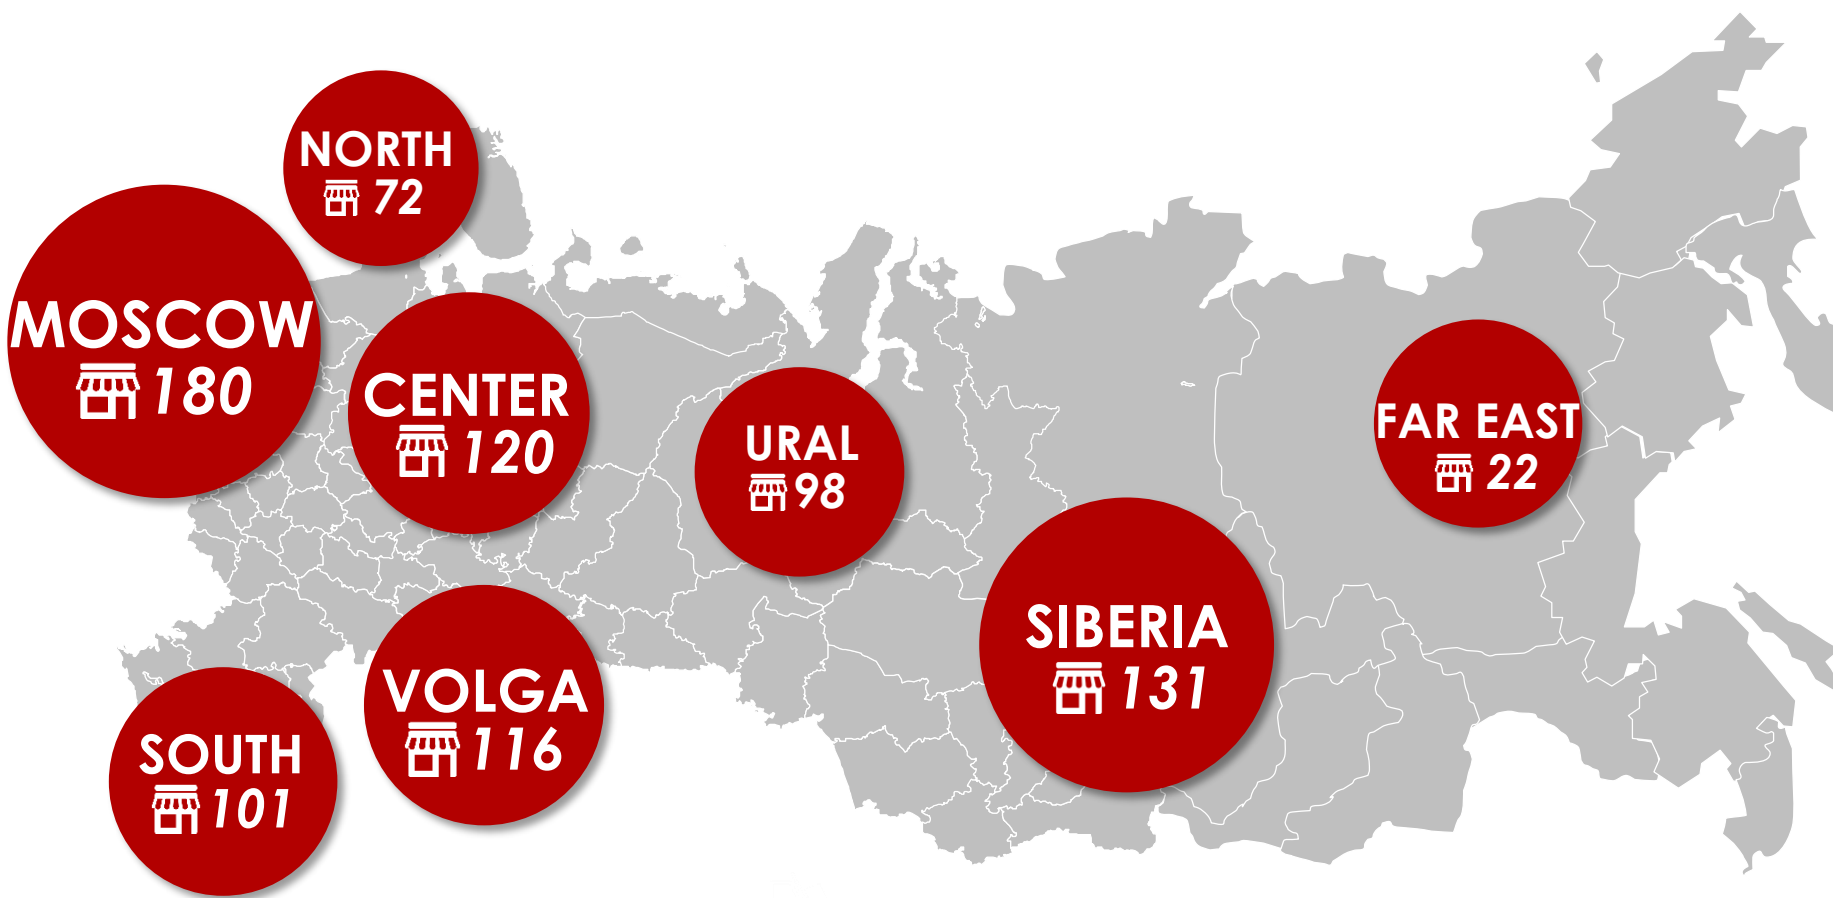 NORTH
72
MOSCOW
180
CENTER
120
URAL
98
FAR EAST
22
SIBERIA
131
VOLGA
116
SOUTH
101